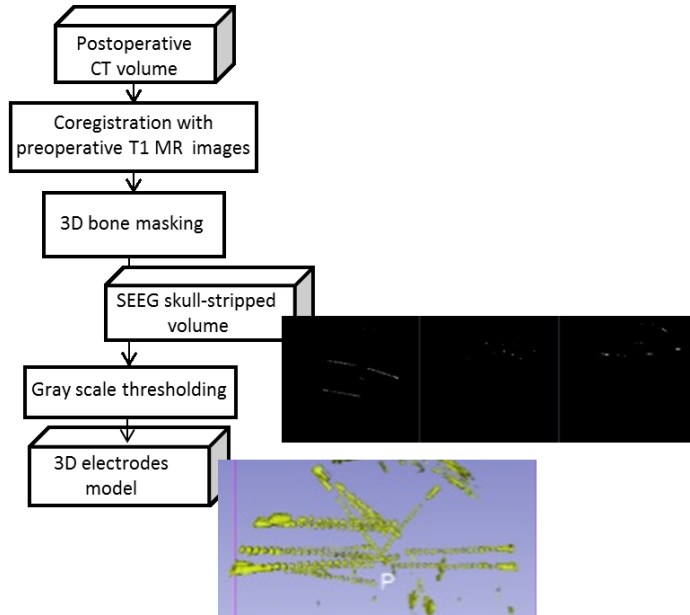 Postoperative
CT volume
Coregistration with
preoperative T1 MR images
3D bone masking
SEEG skull-stripped
volume
Gray scale thresholding
3D electrodes
model
P